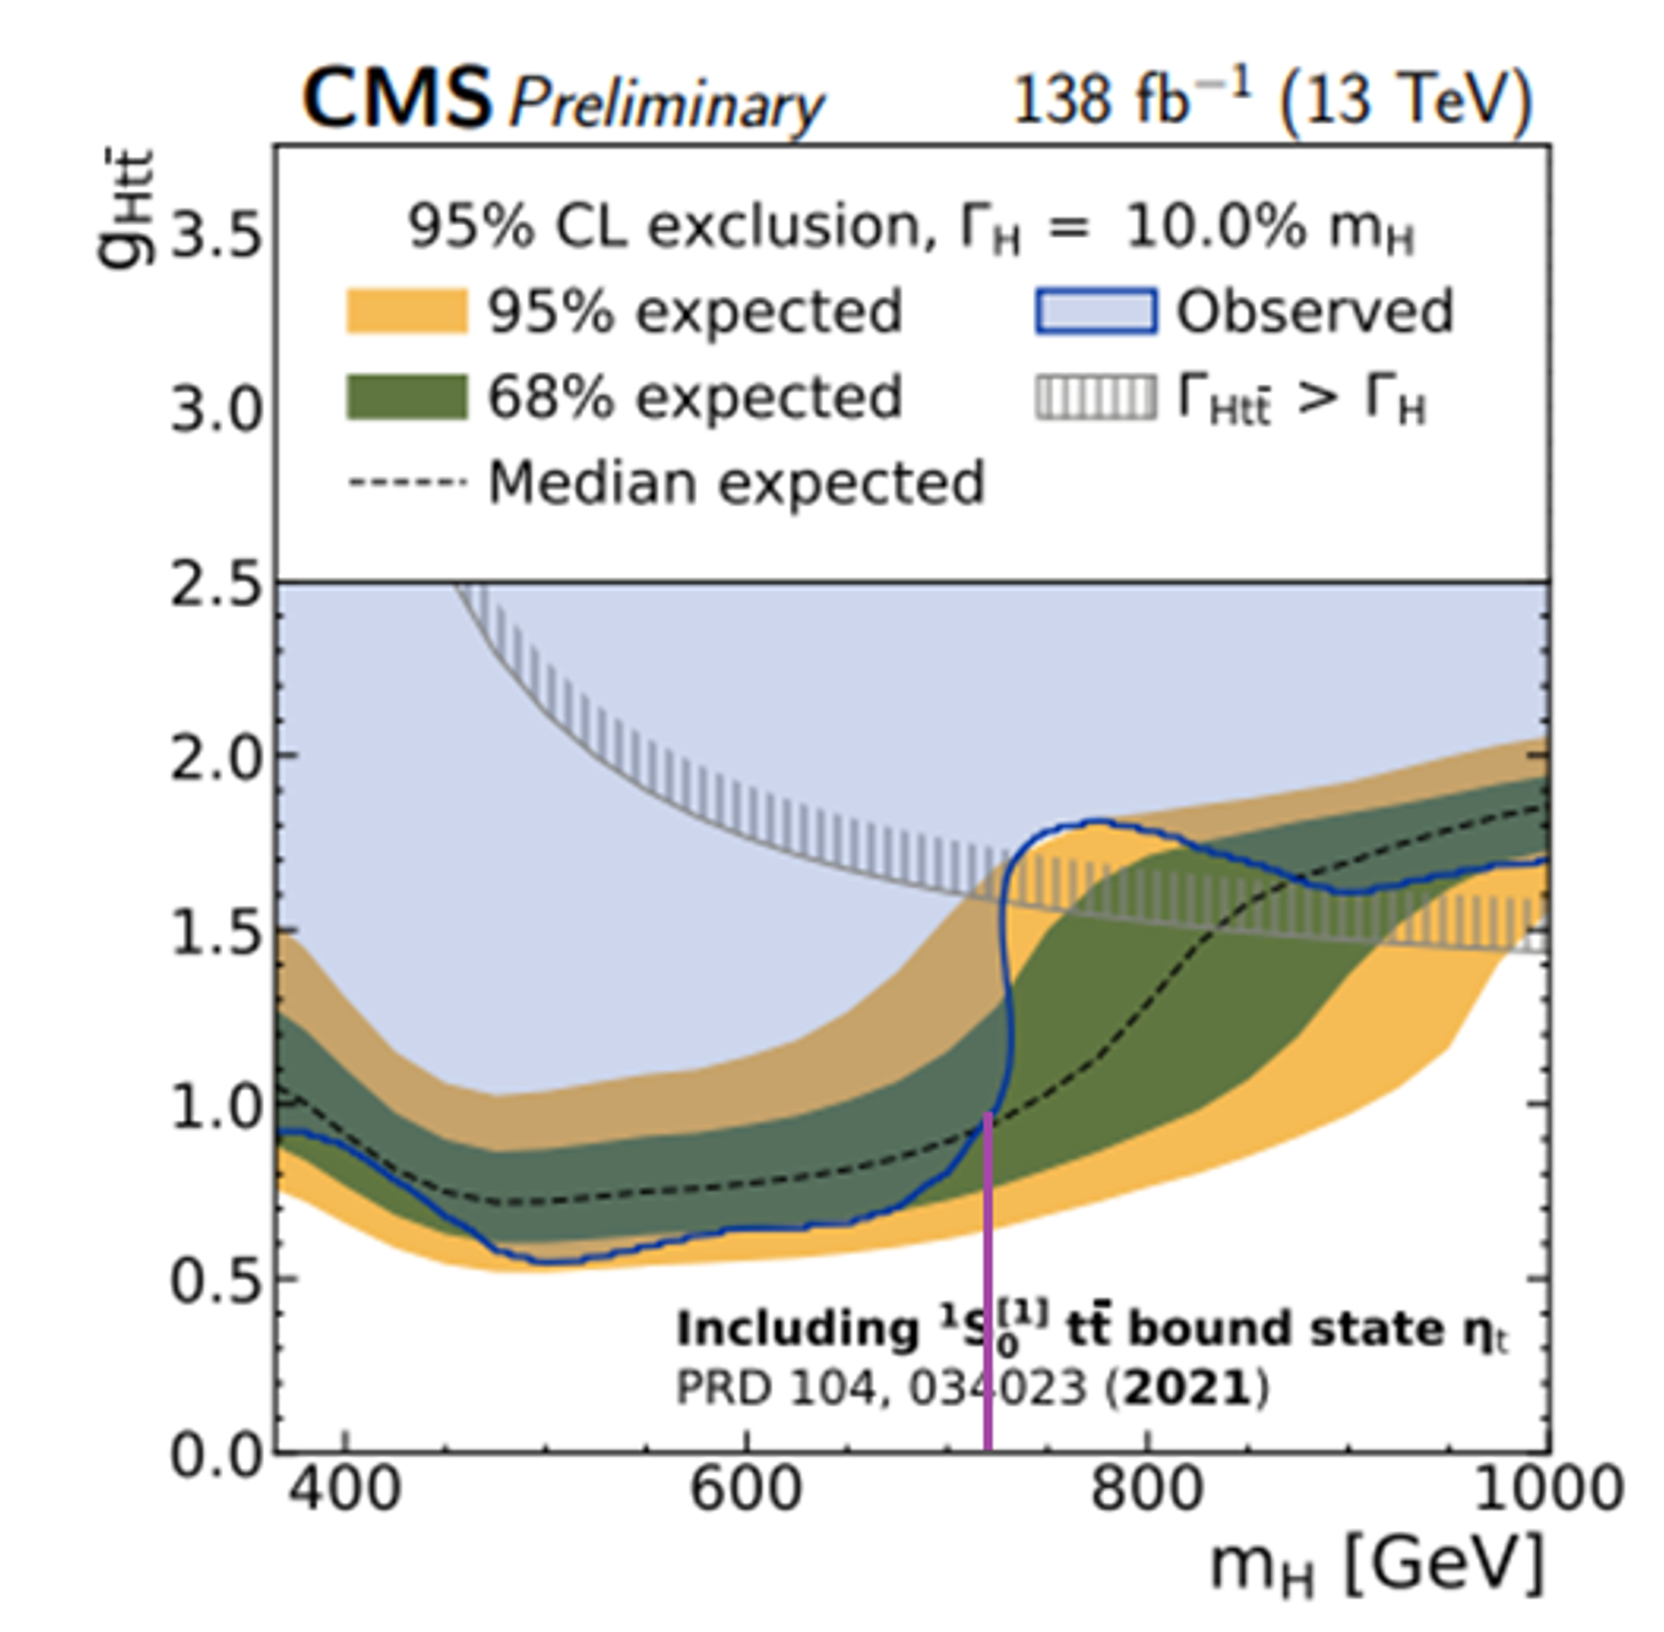 CMS Preliminary 138 fb⁻¹ (13 TeV)
g_Htt̄
3.5
3.0
2.5
2.0
1.5
1.0
0.5
0.0
95% CL exclusion, Γ_H = 10.0% m_H
95% expected
Observed
68% expected
Γ_Htt̄ > Γ_H
Median expected
Including ¹S₀^[1] tt̄ bound state η_t
PRD 104, 034023 (2021)
400 600 800 1000
m_H [GeV]